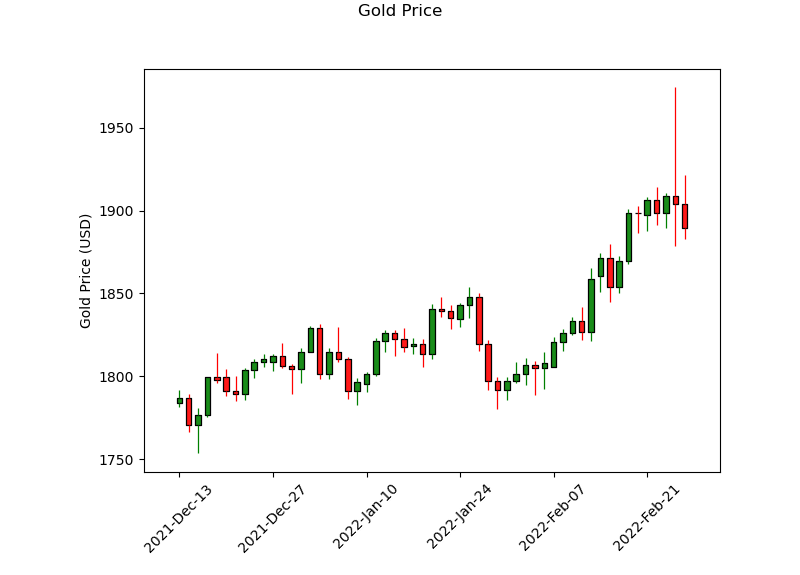 Gold Price
Gold Price (USD)
1950
1900
1850
1800
1750
2021-Dec-13
2021-Dec-27
2022-Jan-10
2022-Jan-24
2022-Feb-07
2022-Feb-21